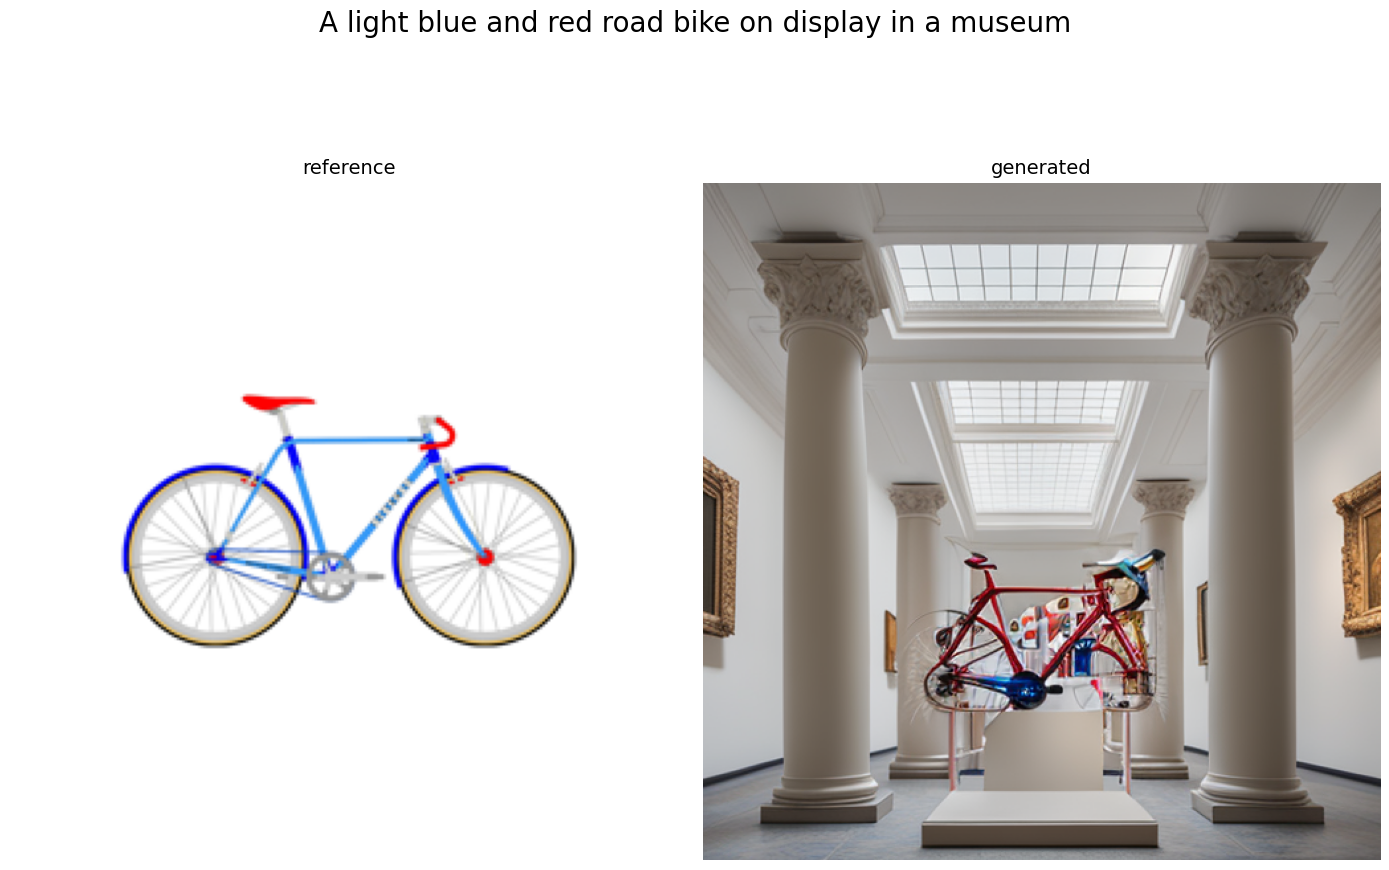 A light blue and red road bike on display in a museum
reference
generated